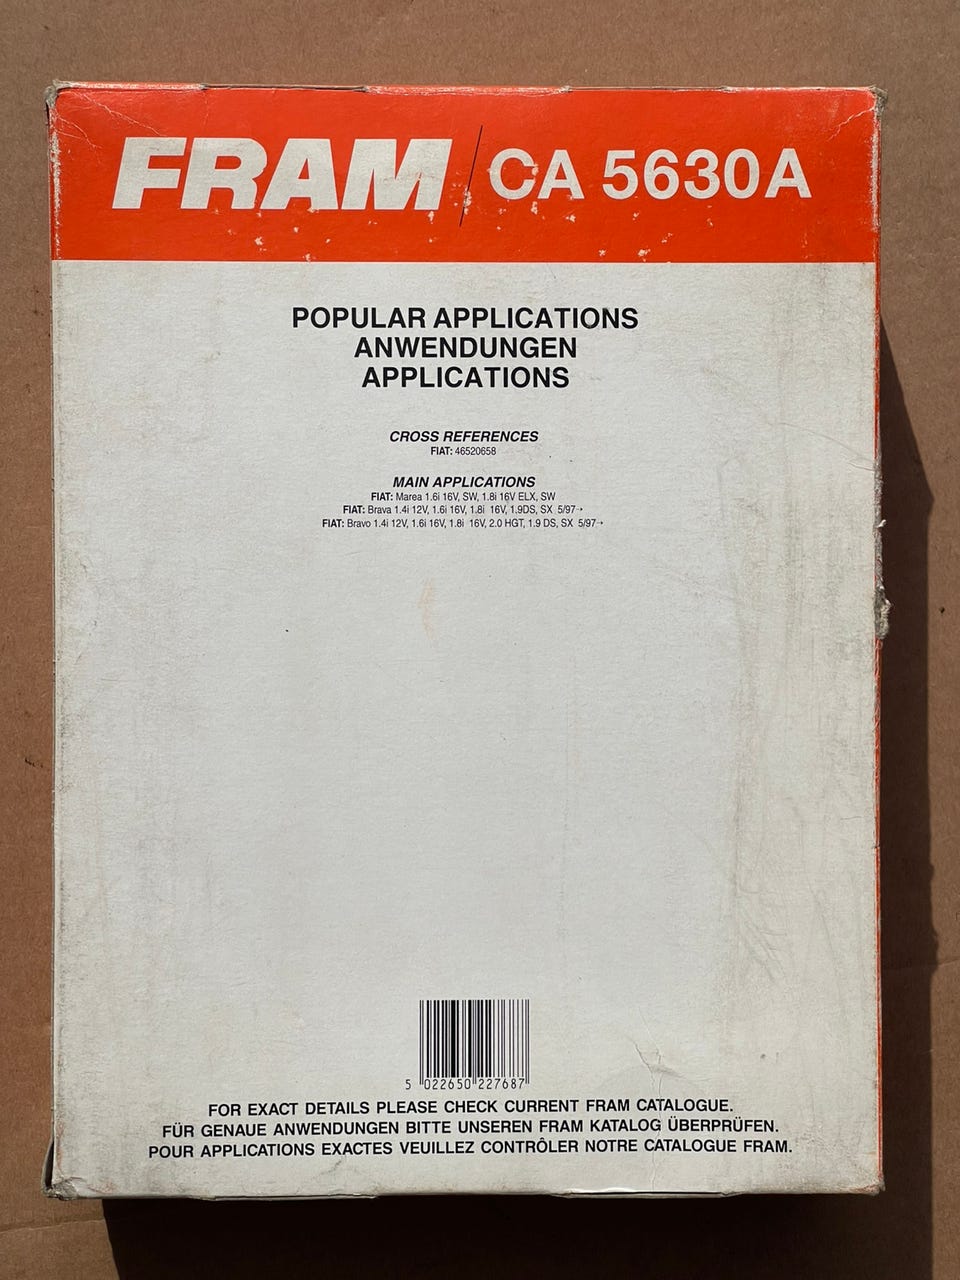 FRAM / CA 5630A
POPULAR APPLICATIONS
ANWENDUNGEN
APPLICATIONS
CROSS REFERENCES
FIAT: 46520658
MAIN APPLICATIONS
FIAT: Marea 1.6i 16V, SW, 1.8i 16V ELX, SW
FIAT: Brava 1.4i 12V, 1.6i 16V, 1.8i 16V, 1.9DS, SX 5/97→
FIAT: Bravo 1.4i 12V, 1.6i 16V, 1.8i 16V, 2.0 HGT, 1.9 DS, SX 5/97→
5 022650 227687
FOR EXACT DETAILS PLEASE CHECK CURRENT FRAM CATALOGUE.
FÜR GENAUE ANWENDUNGEN BITTE UNSEREN FRAM KATALOG ÜBERPRÜFEN.
POUR APPLICATIONS EXACTES VEUILLEZ CONTRÔLER NOTRE CATALOGUE FRAM.